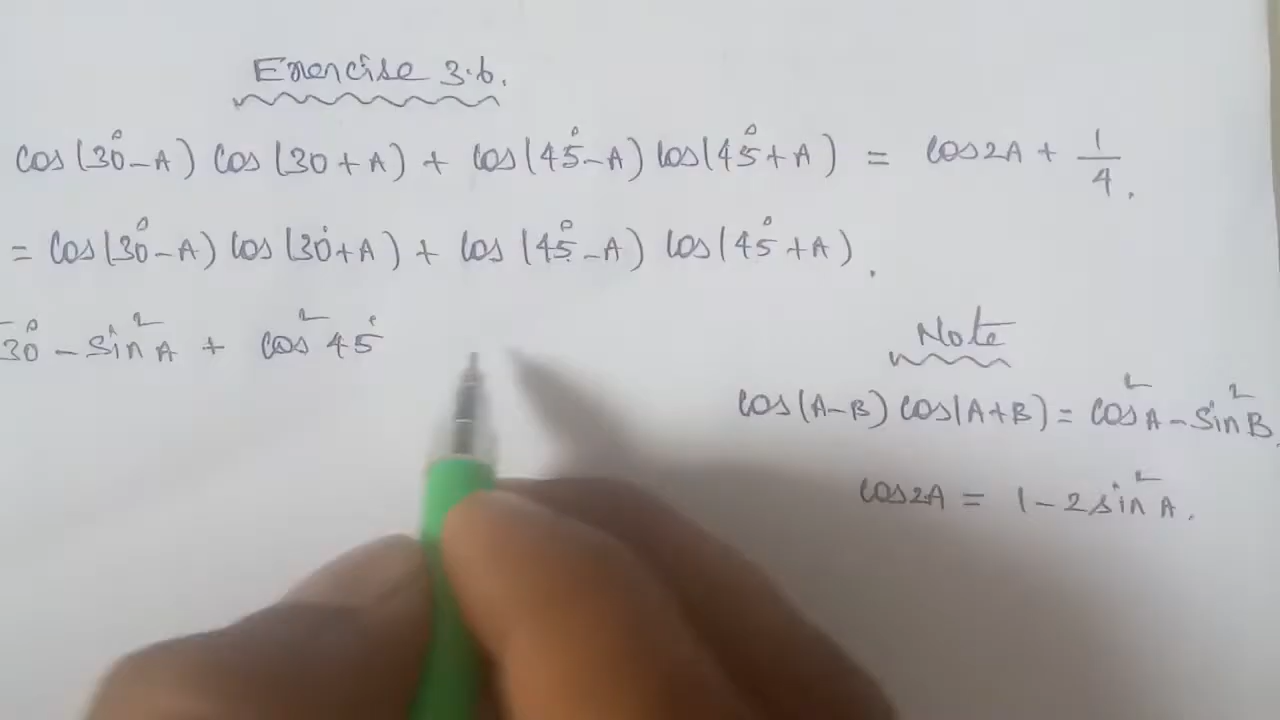 Exercise 3.6.
cos(30°-A) cos(30+A) + cos(45°-A) cos(45°+A) = cos2A + 1/4.
= cos(30°-A) cos(30°+A) + cos(45°-A) cos(45°+A).
30° - sin²A + cos²45°
Note
cos(A-B) cos(A+B) = cos²A - sin²B.
cos2A = 1 - 2sin²A.